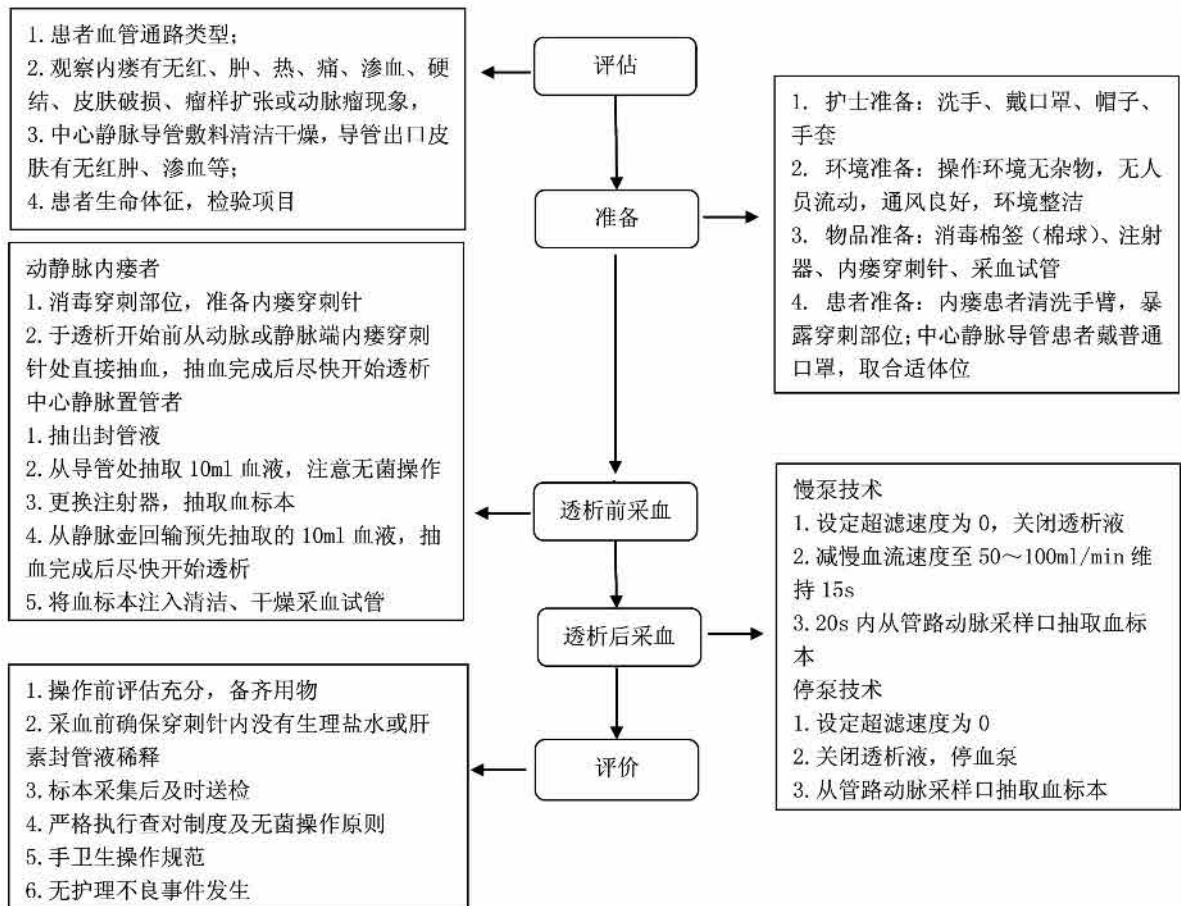 评估
1.患者血管通路类型;
2.观察内瘘有无红、肿、热、痛、渗血、硬
结、皮肤破损、瘤样扩张或动脉瘤现象,
3.中心静脉导管敷料清洁干燥,导管出口皮
肤有无红肿、渗血等;
4.患者生命体征,检验项目
准备
1. 护士准备:洗手、戴口罩、帽子、
手套
2. 环境准备:操作环境无杂物,无人
员流动,通风良好,环境整洁
3. 物品准备:消毒棉签(棉球)、注射
器、内瘘穿刺针、采血试管
4. 患者准备:内瘘患者清洗手臂,暴
露穿刺部位;中心静脉导管患者戴普通
口罩,取合适体位
透析前采血
动静脉内瘘者
1.消毒穿刺部位,准备内瘘穿刺针
2.于透析开始前从动脉或静脉端内瘘穿刺
针处直接抽血,抽血完成后尽快开始透析
中心静脉置管者
1.抽出封管液
2.从导管处抽取 10ml 血液,注意无菌操作
3.更换注射器,抽取血标本
4.从静脉壶回输预先抽取的 10ml 血液,抽
血完成后尽快开始透析
5.将血标本注入清洁、干燥采血试管
透析后采血
慢泵技术
1.设定超滤速度为 0,关闭透析液
2.减慢血流速度至 50~100ml/min 维
持 15s
3.20s 内从管路动脉采样口抽取血标
本
停泵技术
1.设定超滤速度为 0
2.关闭透析液,停血泵
3.从管路动脉采样口抽取血标本
评价
1.操作前评估充分,备齐用物
2.采血前确保穿刺针内没有生理盐水或肝
素封管液稀释
3.标本采集后及时送检
4.严格执行查对制度及无菌操作原则
5.手卫生操作规范
6.无护理不良事件发生